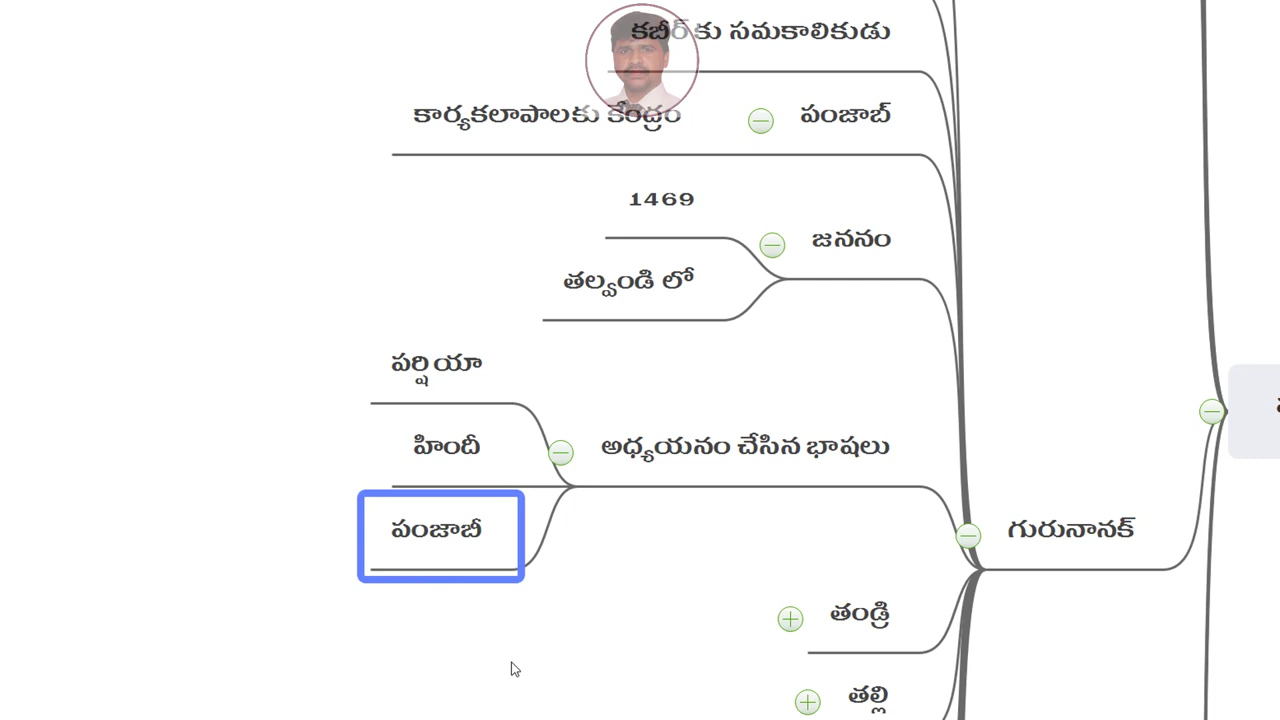 కబీర్ కు సమకాలికుడు
కార్యకలాపాలకు కేంద్రం
పంజాబ్
1469
జననం
తల్వండి లో
పర్షియా
హిందీ
అధ్యయనం చేసిన భాషలు
పంజాబీ
గురునానక్
తండ్రి
తల్లి